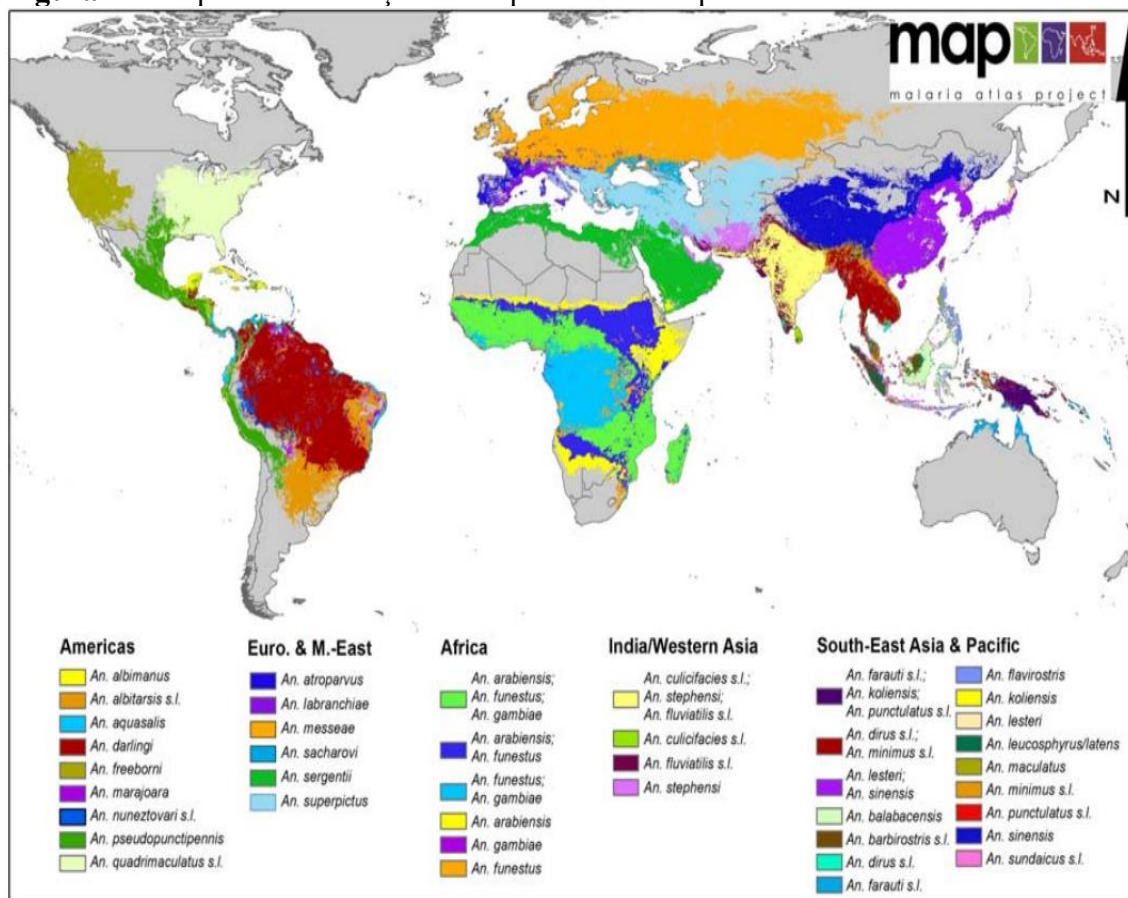 map
malaria atlas project
N
Americas
An. albimanus
An. albitarsis s.l.
An. aquasalis
An. darlingi
An. freeborni
An. marajoara
An. nuneztovari s.l.
An. pseudopunctipennis
An. quadrimaculatus s.l.
Euro. & M.-East
An. atroparvus
An. labranchiae
An. messeae
An. sacharovi
An. sergentii
An. superpictus
Africa
An. arabiensis;
An. funestus;
An. gambiae
An. arabiensis;
An. funestus
An. funestus;
An. gambiae
An. arabiensis
An. gambiae
An. funestus
India/Western Asia
An. culicifacies s.l.;
An. stephensi;
An. fluviatilis s.l.
An. culicifacies s.l.
An. fluviatilis s.l.
An. stephensi
South-East Asia & Pacific
An. farauti s.l.;
An. koliensis;
An. punctulatus s.l.
An. dirus s.l.;
An. minimus s.l.
An. lesteri;
An. sinensis
An. balabacensis
An. barbirostris s.l.
An. dirus s.l.
An. farauti s.l.
An. flavirostris
An. koliensis
An. lesteri
An. leucosphyrus/latens
An. maculatus
An. minimus s.l.
An. punctulatus s.l.
An. sinensis
An. sundaicus s.l.